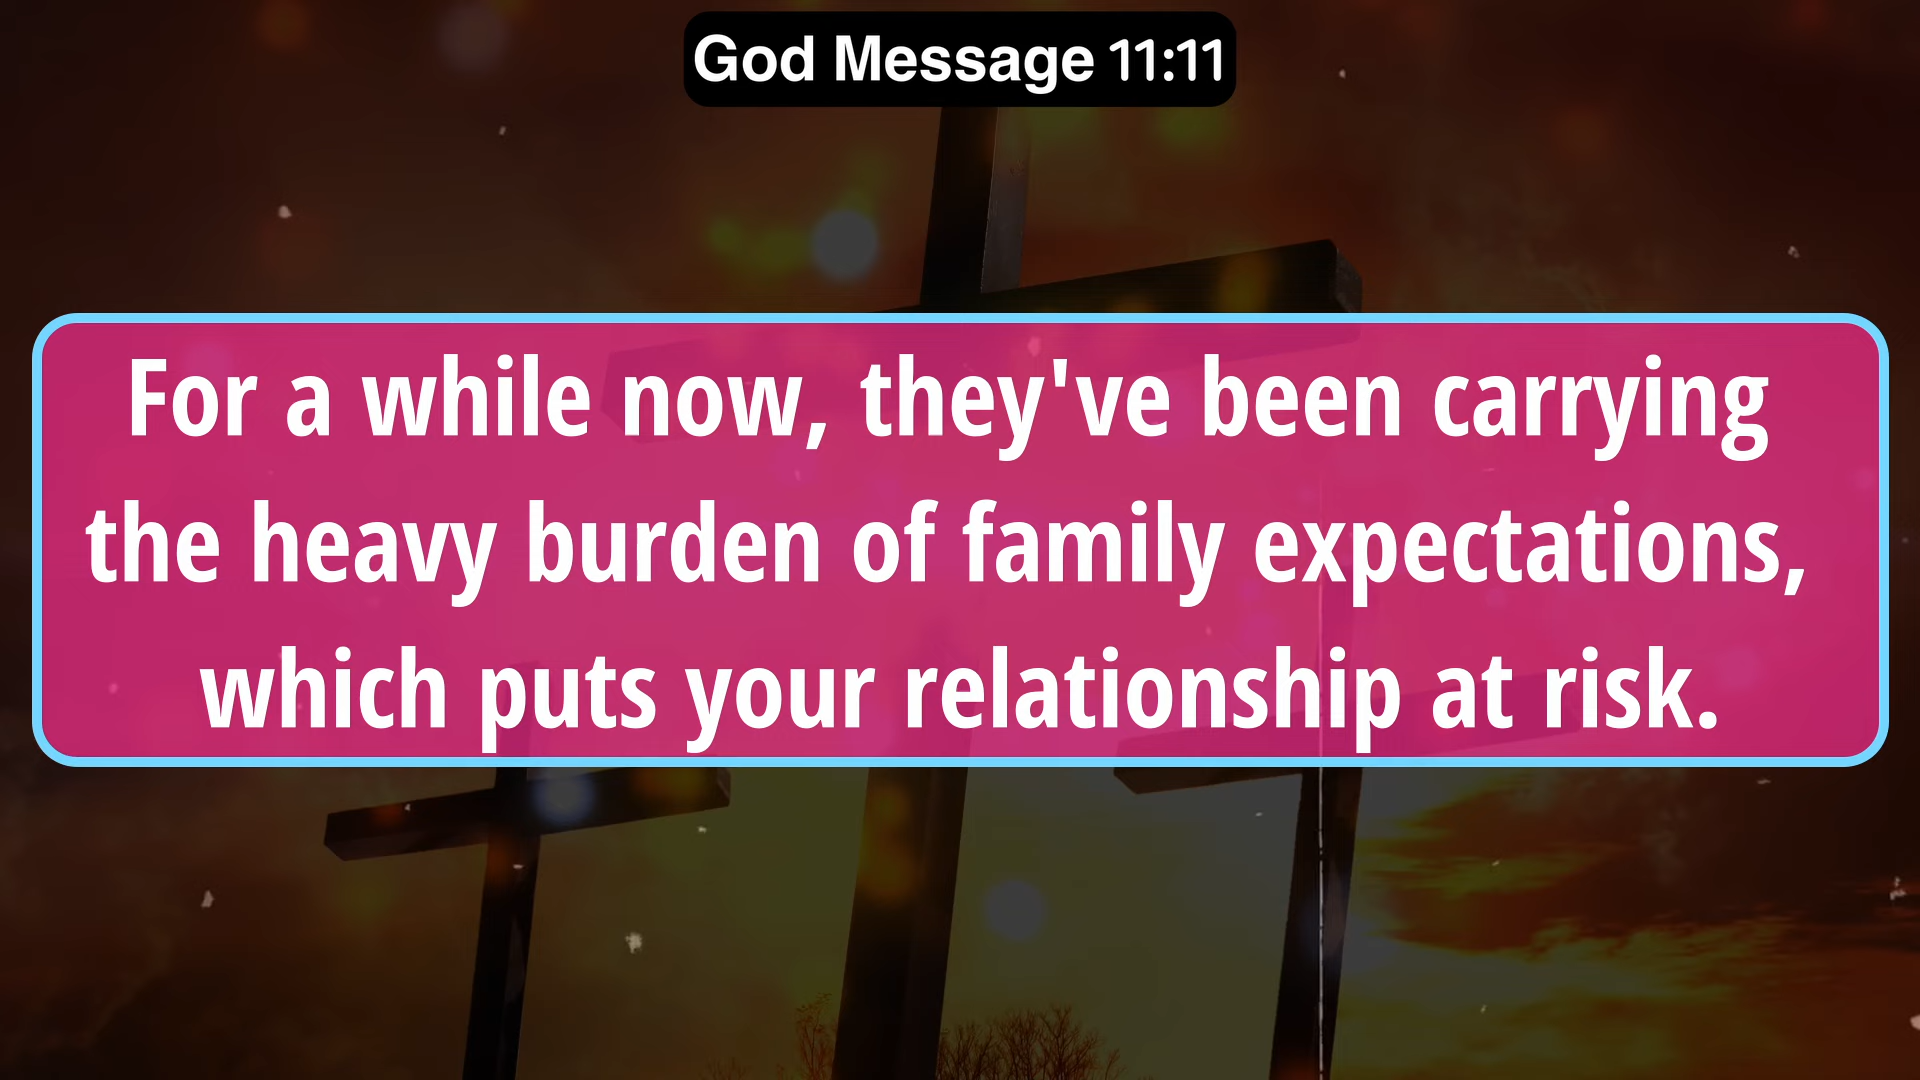 God Message 11:11
For a while now, they've been carrying
the heavy burden of family expectations,
which puts your relationship at risk.